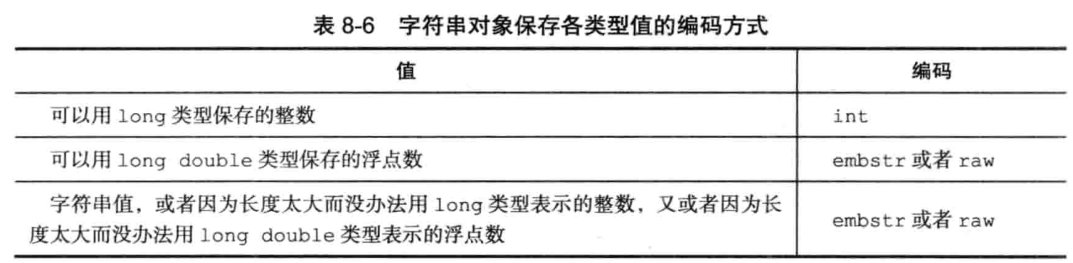 表 8-6 字符串对象保存各类型值的编码方式
值 编码
可以用 long 类型保存的整数 int
可以用 long double 类型保存的浮点数 embstr 或者 raw
字符串值，或者因为长度太大而没办法用 long 类型表示的整数，又或者因为长
度太大而没办法用 long double 类型表示的浮点数 embstr 或者 raw